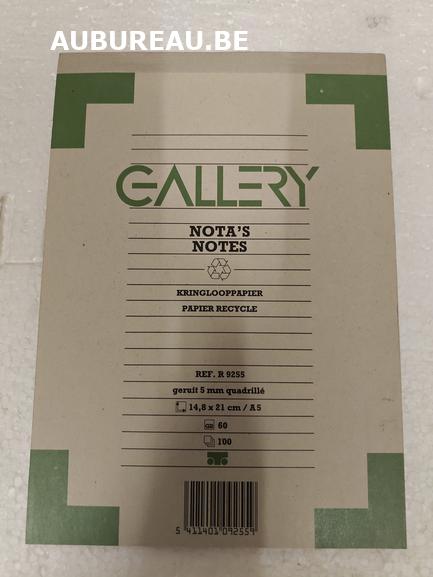 AUBUREAU.BE
GALLERY
NOTA'S
NOTES
KRINGLOOPPAPIER
PAPIER RECYCLE
REF. R 9255
geruit 5 mm quadrillé
14,8 x 21 cm / A5
60
100
5 411401 092559